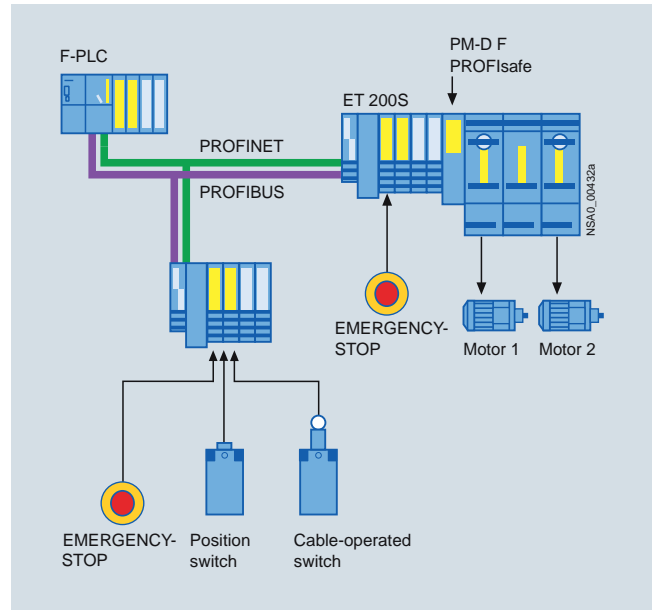 F-PLC
PM-D F
PROFIsafe
ET 200S
PROFINET
PROFIBUS
NSA0_00432a
EMERGENCY-
STOP
Motor 1
Motor 2
EMERGENCY-
STOP
Position
switch
Cable-operated
switch